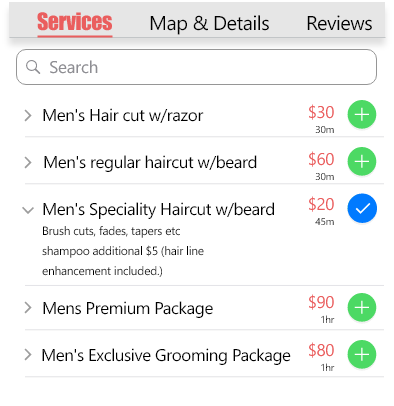 Services Map & Details Reviews
Search
Men's Hair cut w/razor $30
30m
Men's regular haircut w/beard $60
30m
Men's Speciality Haircut w/beard $20
Brush cuts, fades, tapers etc 45m
shampoo additional $5 (hair line
enhancement included.)
Mens Premium Package $90
1hr
Men's Exclusive Grooming Package $80
1hr